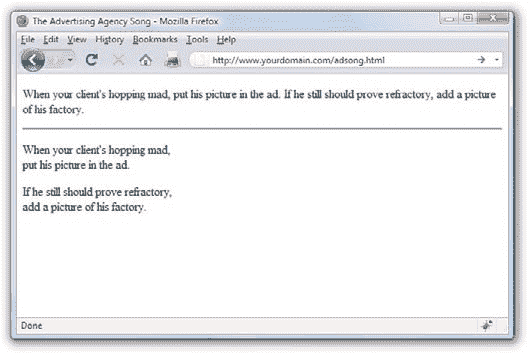 The Advertising Agency Song - Mozilla Firefox
File Edit View History Bookmarks Tools Help
http://www.yourdomain.com/adsong.html
When your client's hopping mad, put his picture in the ad. If he still should prove refractory, add a picture
of his factory.
When your client's hopping mad,
put his picture in the ad.
If he still should prove refractory,
add a picture of his factory.
Done